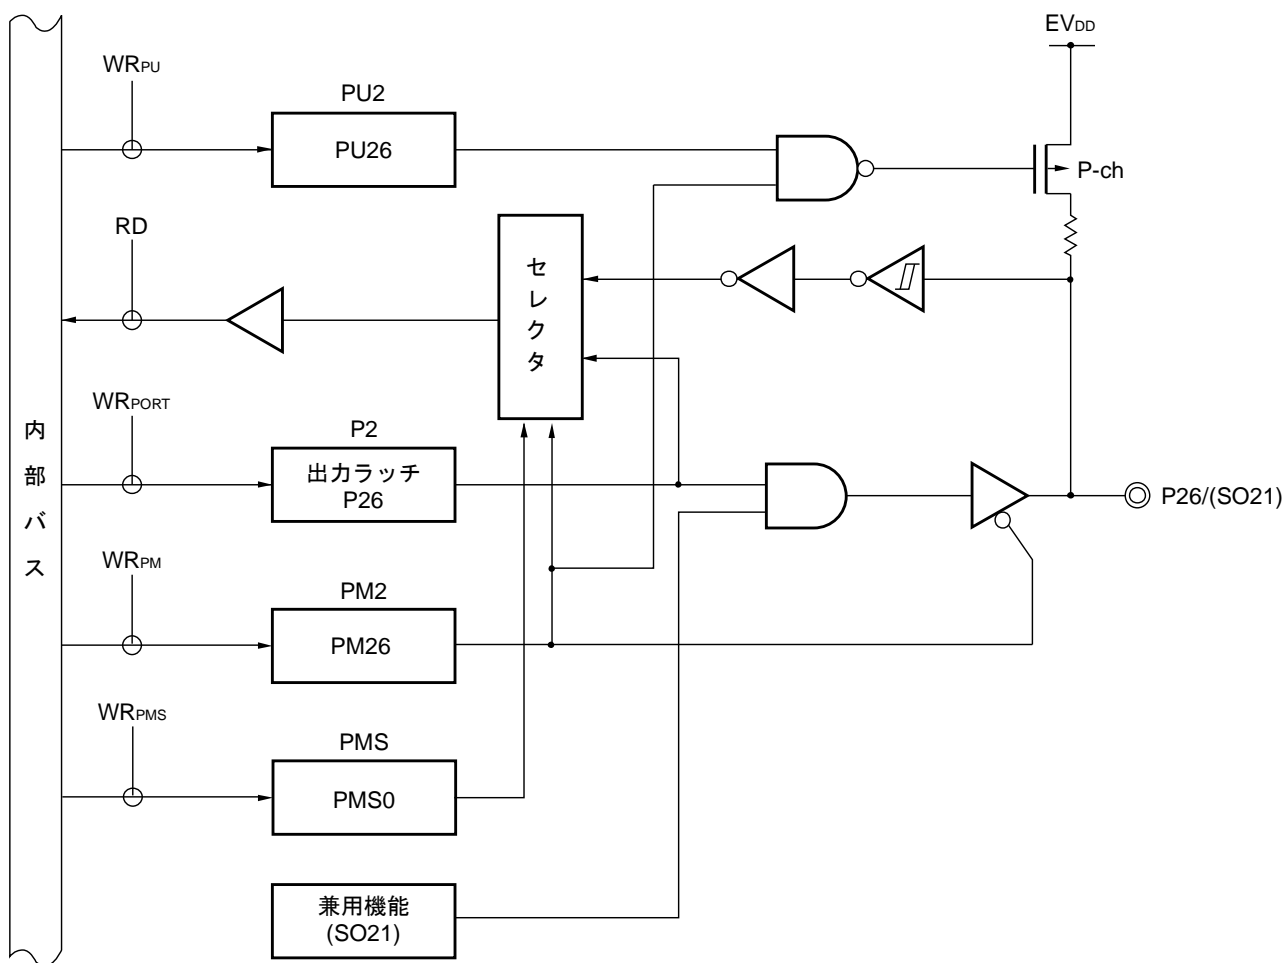 EVDD
WRPU
PU2
PU26
P-ch
RD
セレクタ
WRPORT
内部バス
P2
出力ラッチ
P26
P26/(SO21)
WRPM
PM2
PM26
WRPMS
PMS
PMS0
兼用機能
(SO21)